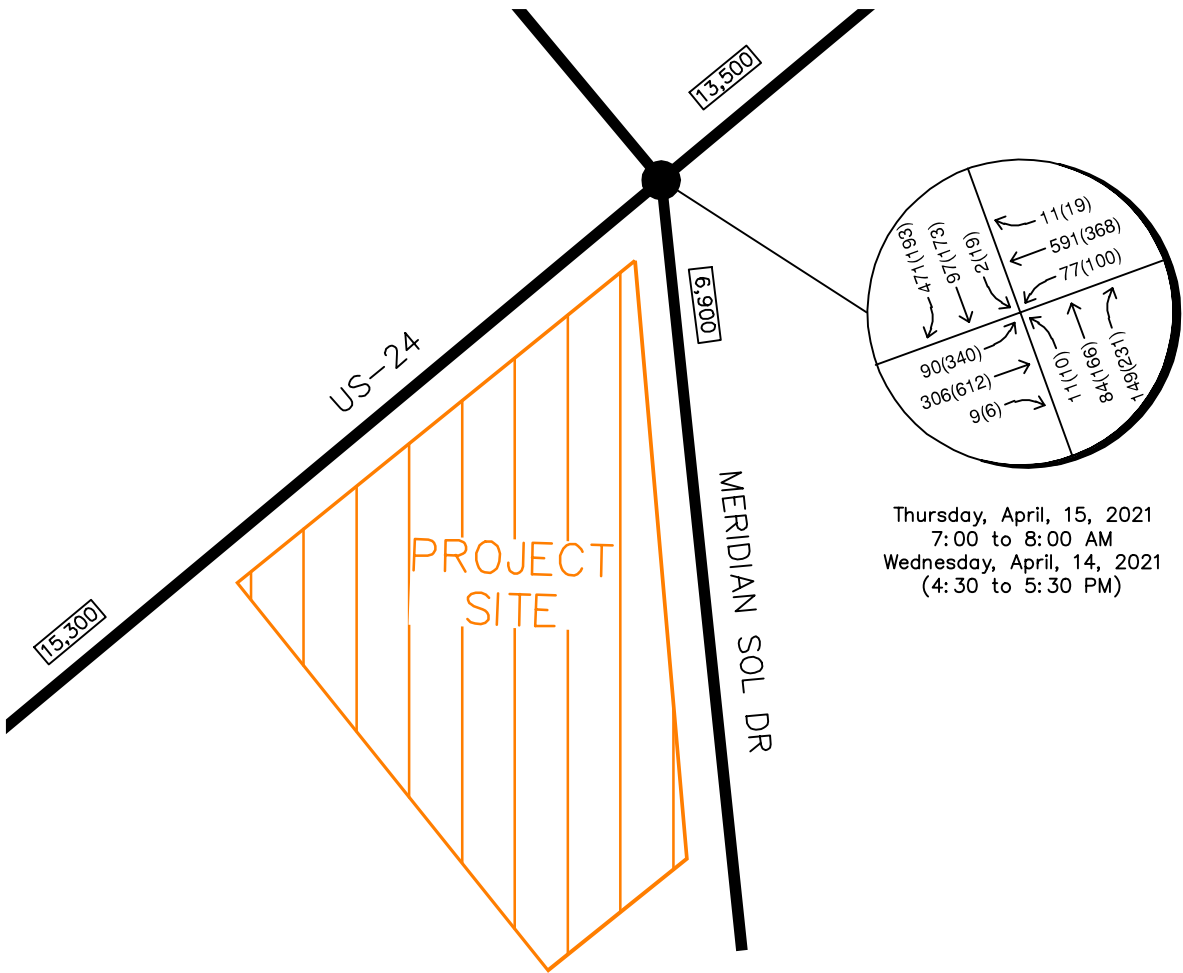 13,500
11(19)
591(368)
77(100)
471(193)
97(173)
2(19)
6,900
90(340)
306(612)
9(6)
11(10)
84(166)
149(231)
US-24
MERIDIAN SOL DR
Thursday, April, 15, 2021
7:00 to 8:00 AM
Wednesday, April, 14, 2021
(4:30 to 5:30 PM)
PROJECT
SITE
15,300